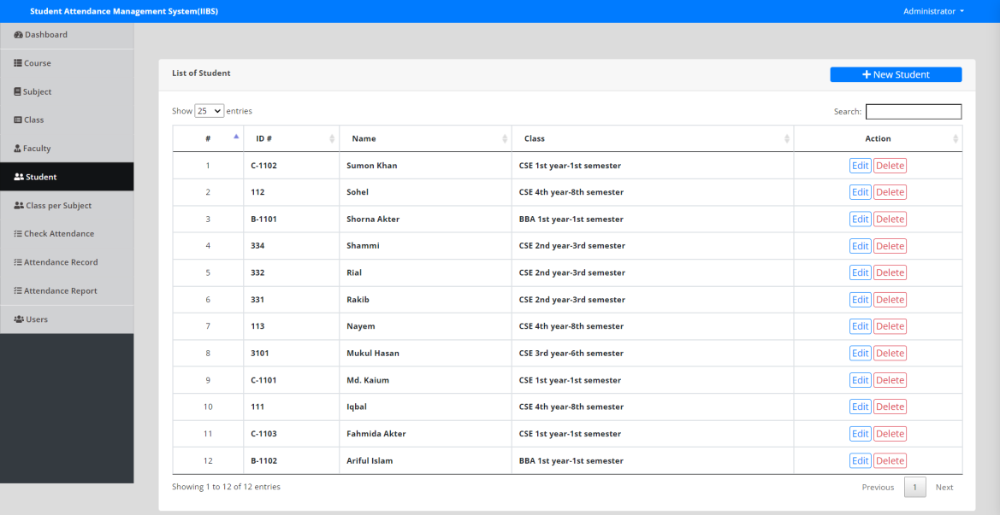 Student Attendance Management System(IIBS) Administrator
Dashboard
Course
Subject
Class
Faculty
Student
Class per Subject
Check Attendance
Attendance Record
Attendance Report
Users
List of Student New Student
Show 25 entries Search:
# ID # Name Class Action
1 C-1102 Sumon Khan CSE 1st year-1st semester Edit Delete
2 112 Sohel CSE 4th year-8th semester Edit Delete
3 B-1101 Shorna Akter BBA 1st year-1st semester Edit Delete
4 334 Shammi CSE 2nd year-3rd semester Edit Delete
5 332 Rial CSE 2nd year-3rd semester Edit Delete
6 331 Rakib CSE 2nd year-3rd semester Edit Delete
7 113 Nayem CSE 4th year-8th semester Edit Delete
8 3101 Mukul Hasan CSE 3rd year-6th semester Edit Delete
9 C-1101 Md. Kaium CSE 1st year-1st semester Edit Delete
10 111 Iqbal CSE 4th year-8th semester Edit Delete
11 C-1103 Fahmida Akter CSE 1st year-1st semester Edit Delete
12 B-1102 Ariful Islam BBA 1st year-1st semester Edit Delete
Showing 1 to 12 of 12 entries Previous 1 Next